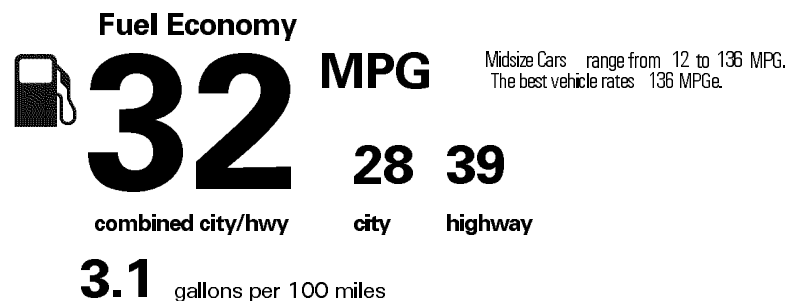 Fuel Economy
32 MPG
Midsize Cars range from 12 to 136 MPG.
The best vehicle rates 136 MPGe.
28 39
combined city/hwy city highway
3.1 gallons per 100 miles